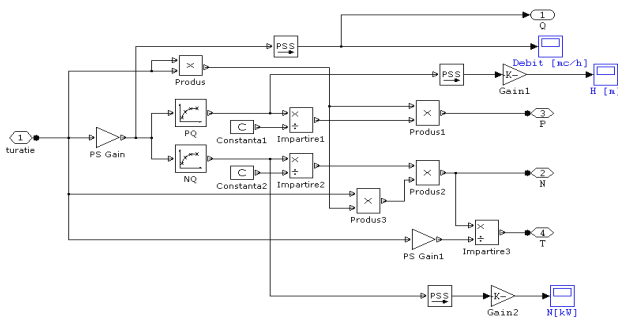 1
Q
PSS
Debit [mc/h]
×
Produs
PSS
-K-
Gain1
H [m]
1
turatie
PS Gain
PQ
C
Constanta1
×
÷
Impartire1
×
Produs1
3
P
NQ
C
Constanta2
×
÷
Impartire2
×
Produs2
2
N
×
Produs3
PS Gain1
×
÷
Impartire3
4
T
PSS
-K-
Gain2
N[kW]